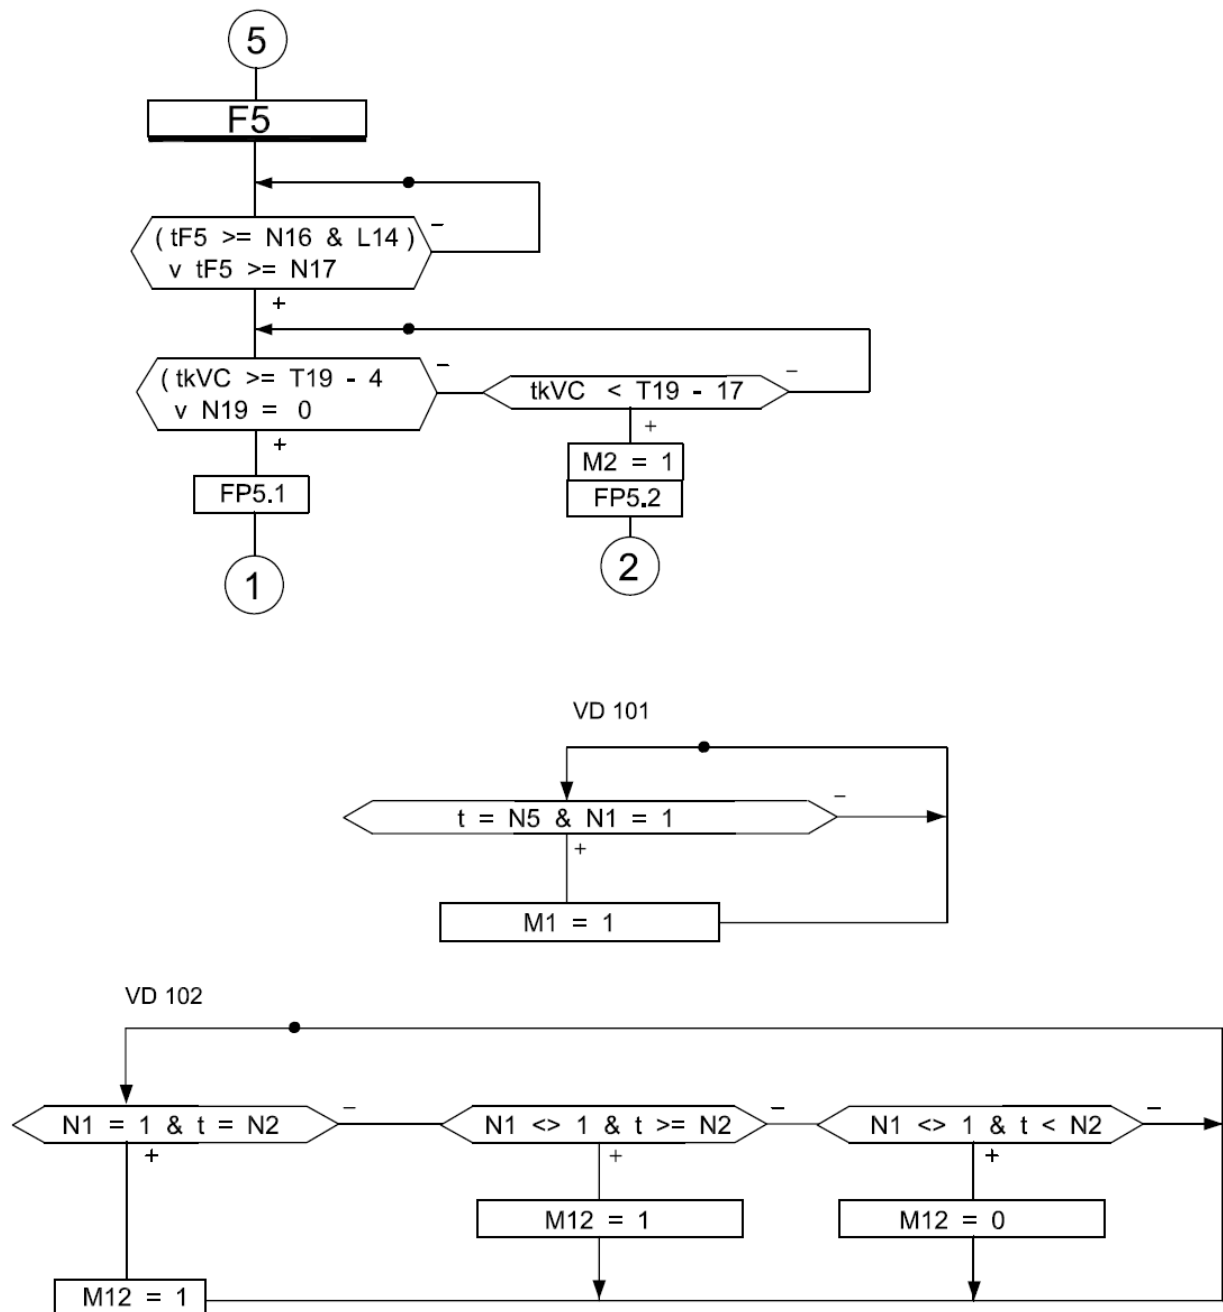 5
F5
( tF5 >= N16 & L14 )
v tF5 >= N17
−
+
( tkVC >= T19 - 4
v N19 = 0
−
tkVC < T19 - 17
−
+
+
M2 = 1
FP5.1
FP5.2
1
2
VD 101
−
t = N5 & N1 = 1
+
M1 = 1
VD 102
−
−
−
N1 = 1 & t = N2
N1 <> 1 & t >= N2
N1 <> 1 & t < N2
+
+
+
M12 = 1
M12 = 0
M12 = 1